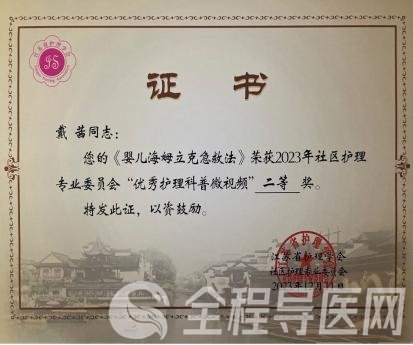 证书
戴茜同志：
您的《婴儿海姆立克急救法》荣获2023年社区护理
专业委员会“优秀护理科普微视频”二等奖。
特发此证，以资鼓励。
江苏省护理学会
社区护理专业委员会
2023年12月11日
全程导医网